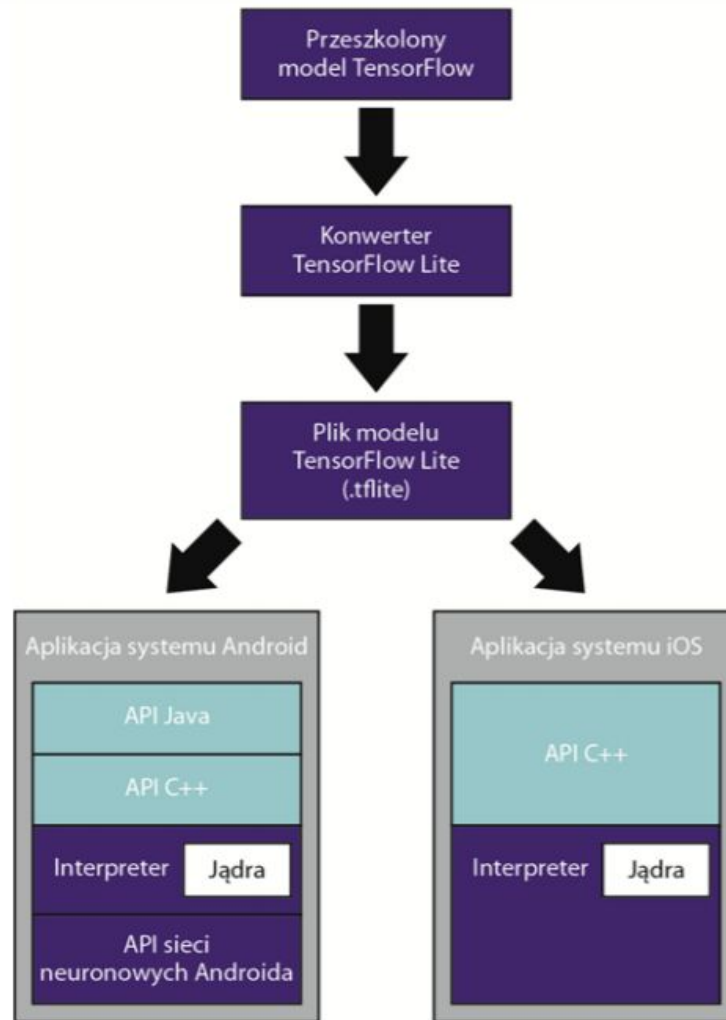 Przeszkolony
model TensorFlow
Konwerter
TensorFlow Lite
Plik modelu
TensorFlow Lite
(.tflite)
Aplikacja systemu Android
API Java
API C++
Interpreter
Jądra
API sieci
neuronowych Androida
Aplikacja systemu iOS
API C++
Interpreter
Jądra